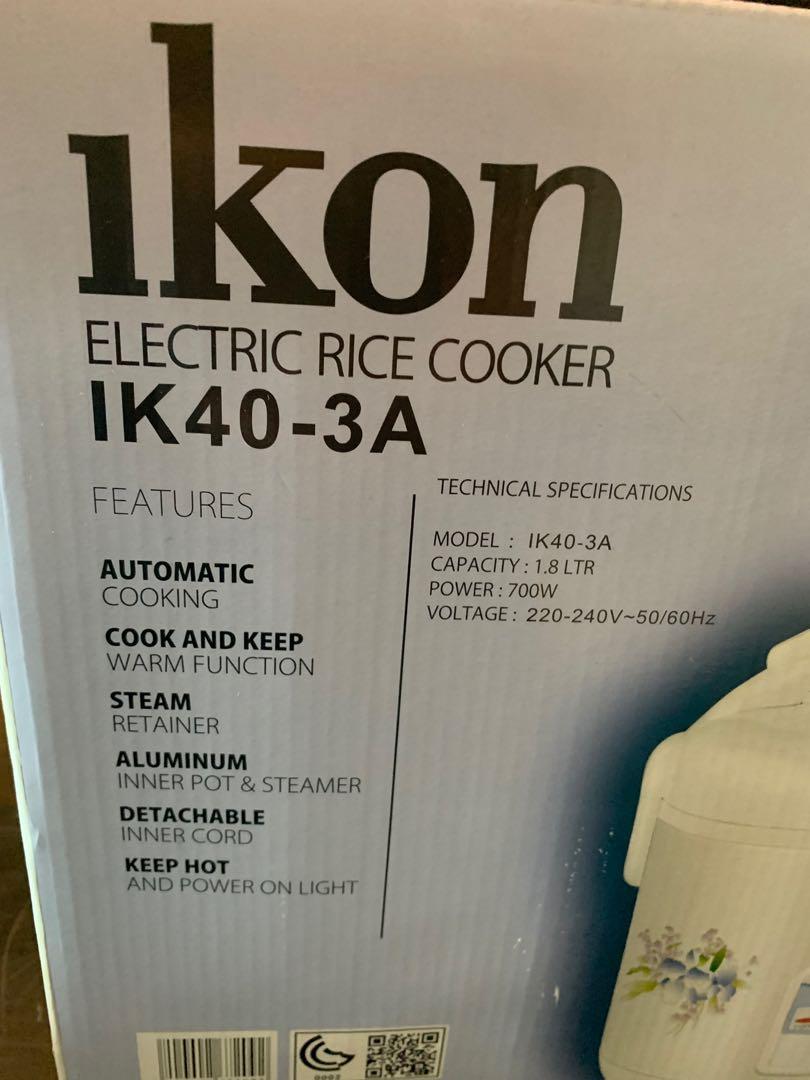 ıkon
ELECTRIC RICE COOKER
IK40-3A
FEATURES
AUTOMATIC
COOKING
COOK AND KEEP
WARM FUNCTION
STEAM
RETAINER
ALUMINUM
INNER POT & STEAMER
DETACHABLE
INNER CORD
KEEP HOT
AND POWER ON LIGHT
TECHNICAL SPECIFICATIONS
MODEL : IK40-3A
CAPACITY : 1.8 LTR
POWER : 700W
VOLTAGE : 220-240V~50/60Hz